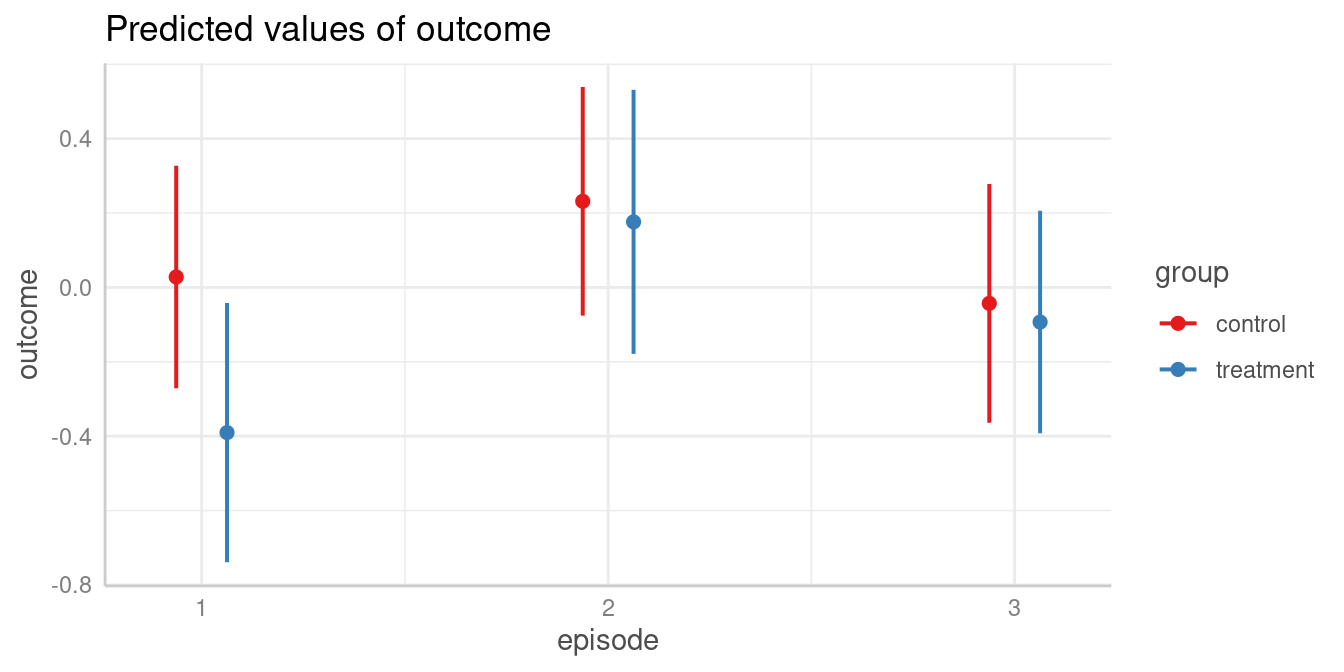 Predicted values of outcome
outcome
0.4
0.0
-0.4
-0.8
1
2
3
episode
group
control
treatment